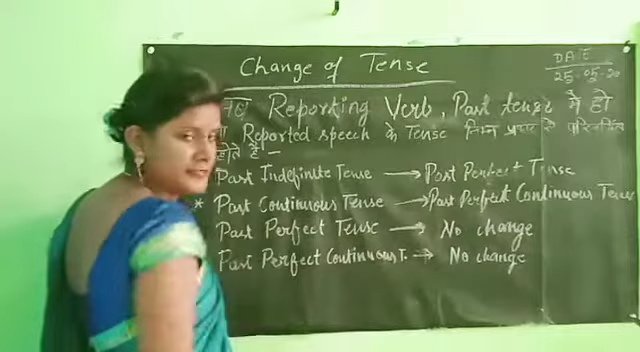 Change of Tense
DATE
25-05-20
यदि Reporting Verb, Past tense में हो
Reported speech के Tense निम्न प्रकार से परिवर्तित
होते है -
Past Indefinite Tense → Past Perfect Tense
* Past Continuous Tense → Past Perfect Continuous Tense
Past Perfect Tense → No change
Past Perfect Continuous T. → No change